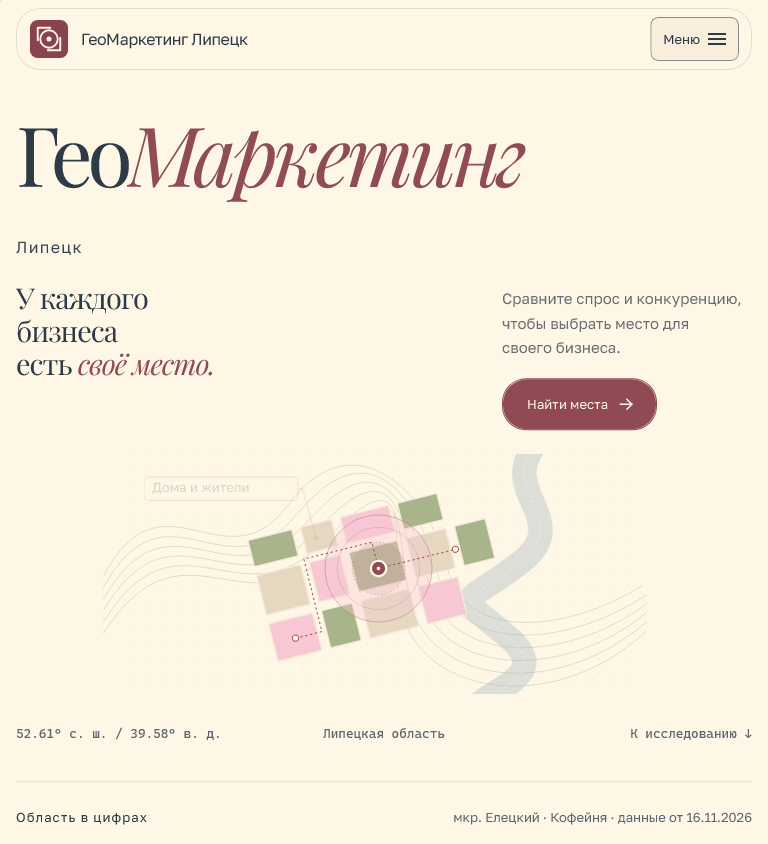 ГеоМаркетинг Липецк
Меню
ГеоМаркетинг
Липецк
У каждого
бизнеса
есть своё место.
Сравните спрос и конкуренцию,
чтобы выбрать место для
своего бизнеса.
Найти места →
Дома и жители
52.61° с. ш. / 39.58° в. д.
Липецкая область
К исследованию ↓
Область в цифрах
мкр. Елецкий · Кофейня · данные от 16.11.2026